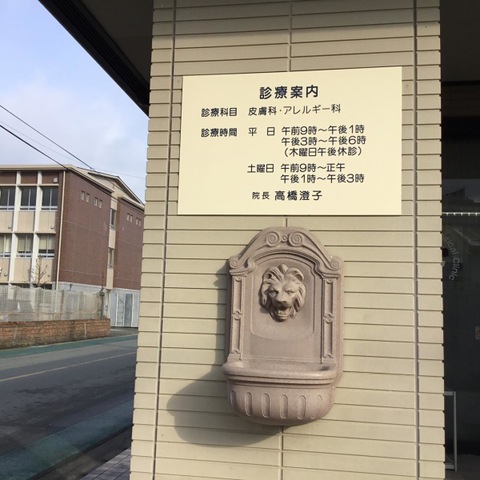 診療案内
診療科目 皮膚科・アレルギー科
診療時間 平日 午前9時～午後1時
午後3時～午後6時
（木曜日午後休診）
土曜日 午前9時～正午
午後1時～午後3時
院長 高橋澄子
Clinic